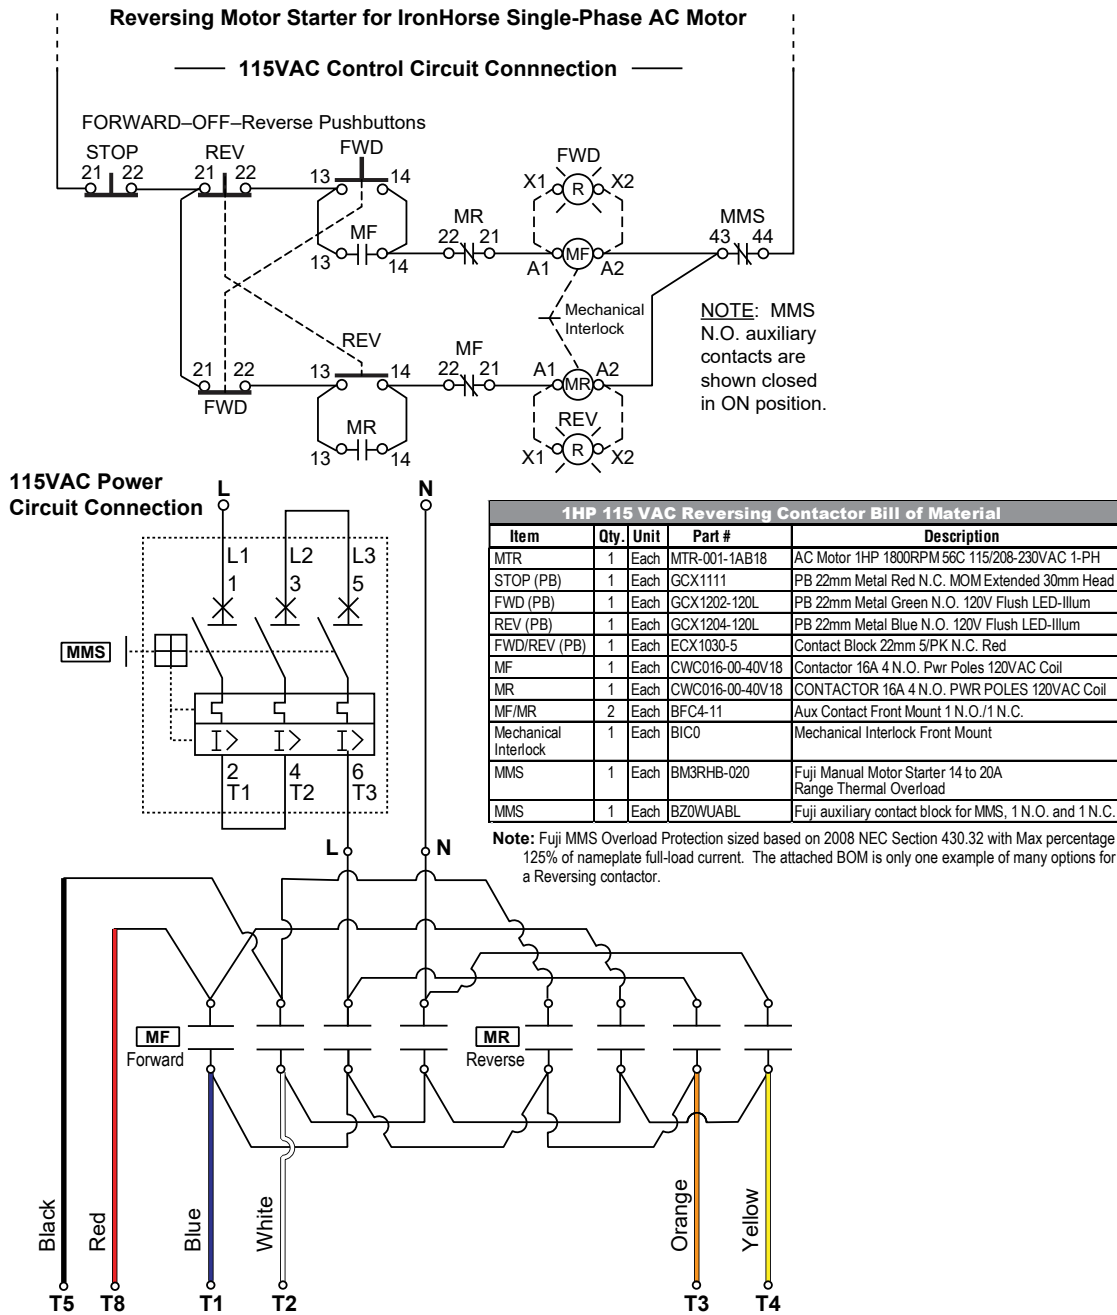 Reversing Motor Starter for IronHorse Single-Phase AC Motor
115VAC Control Circuit Connnection
FORWARD–OFF–Reverse Pushbuttons
STOP REV FWD FWD
21 22 21 22 13 14 X1 R X2
MF MR MMS
22 21 43 44
13 14 A1 MF A2
Mechanical
Interlock
NOTE: MMS
N.O. auxiliary
contacts are
shown closed
in ON position.
REV MF
21 22 13 14 22 21 A1 MR A2
FWD MR REV
13 14 X1 R X2
115VAC Power
Circuit Connection
L N
L1 L2 L3
1 3 5
MMS
2 4 6
T1 T2 T3
L N
1HP 115 VAC Reversing Contactor Bill of Material
Item Qty. Unit Part # Description
MTR 1 Each MTR-001-1AB18 AC Motor 1HP 1800RPM 56C 115/208-230VAC 1-PH
STOP (PB) 1 Each GCX1111 PB 22mm Metal Red N.C. MOM Extended 30mm Head
FWD (PB) 1 Each GCX1202-120L PB 22mm Metal Green N.O. 120V Flush LED-Illum
REV (PB) 1 Each GCX1204-120L PB 22mm Metal Blue N.O. 120V Flush LED-Illum
FWD/REV (PB) 1 Each ECX1030-5 Contact Block 22mm 5/PK N.C. Red
MF 1 Each CWC016-00-40V18 Contactor 16A 4 N.O. Pwr Poles 120VAC Coil
MR 1 Each CWC016-00-40V18 CONTACTOR 16A 4 N.O. PWR POLES 120VAC Coil
MF/MR 2 Each BFC4-11 Aux Contact Front Mount 1 N.O./1 N.C.
Mechanical 1 Each BIC0 Mechanical Interlock Front Mount
Interlock
MMS 1 Each BM3RHB-020 Fuji Manual Motor Starter 14 to 20A
Range Thermal Overload
MMS 1 Each BZ0WUABL Fuji auxiliary contact block for MMS, 1 N.O. and 1 N.C.
Note: Fuji MMS Overload Protection sized based on 2008 NEC Section 430.32 with Max percentage
125% of nameplate full-load current. The attached BOM is only one example of many options for
a Reversing contactor.
MF MR
Forward Reverse
Black Red Blue White Orange Yellow
T5 T8 T1 T2 T3 T4